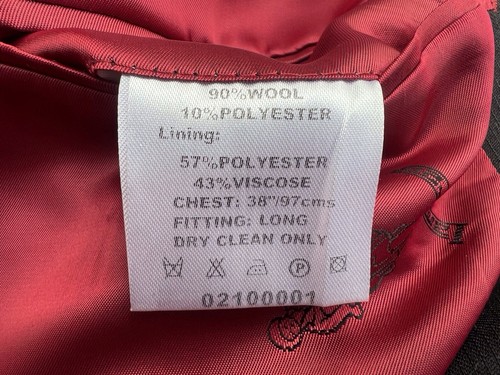 90%WOOL
10%POLYESTER
Lining:
57%POLYESTER
43%VISCOSE
CHEST: 38"/97cms
FITTING: LONG
DRY CLEAN ONLY
P
02100001